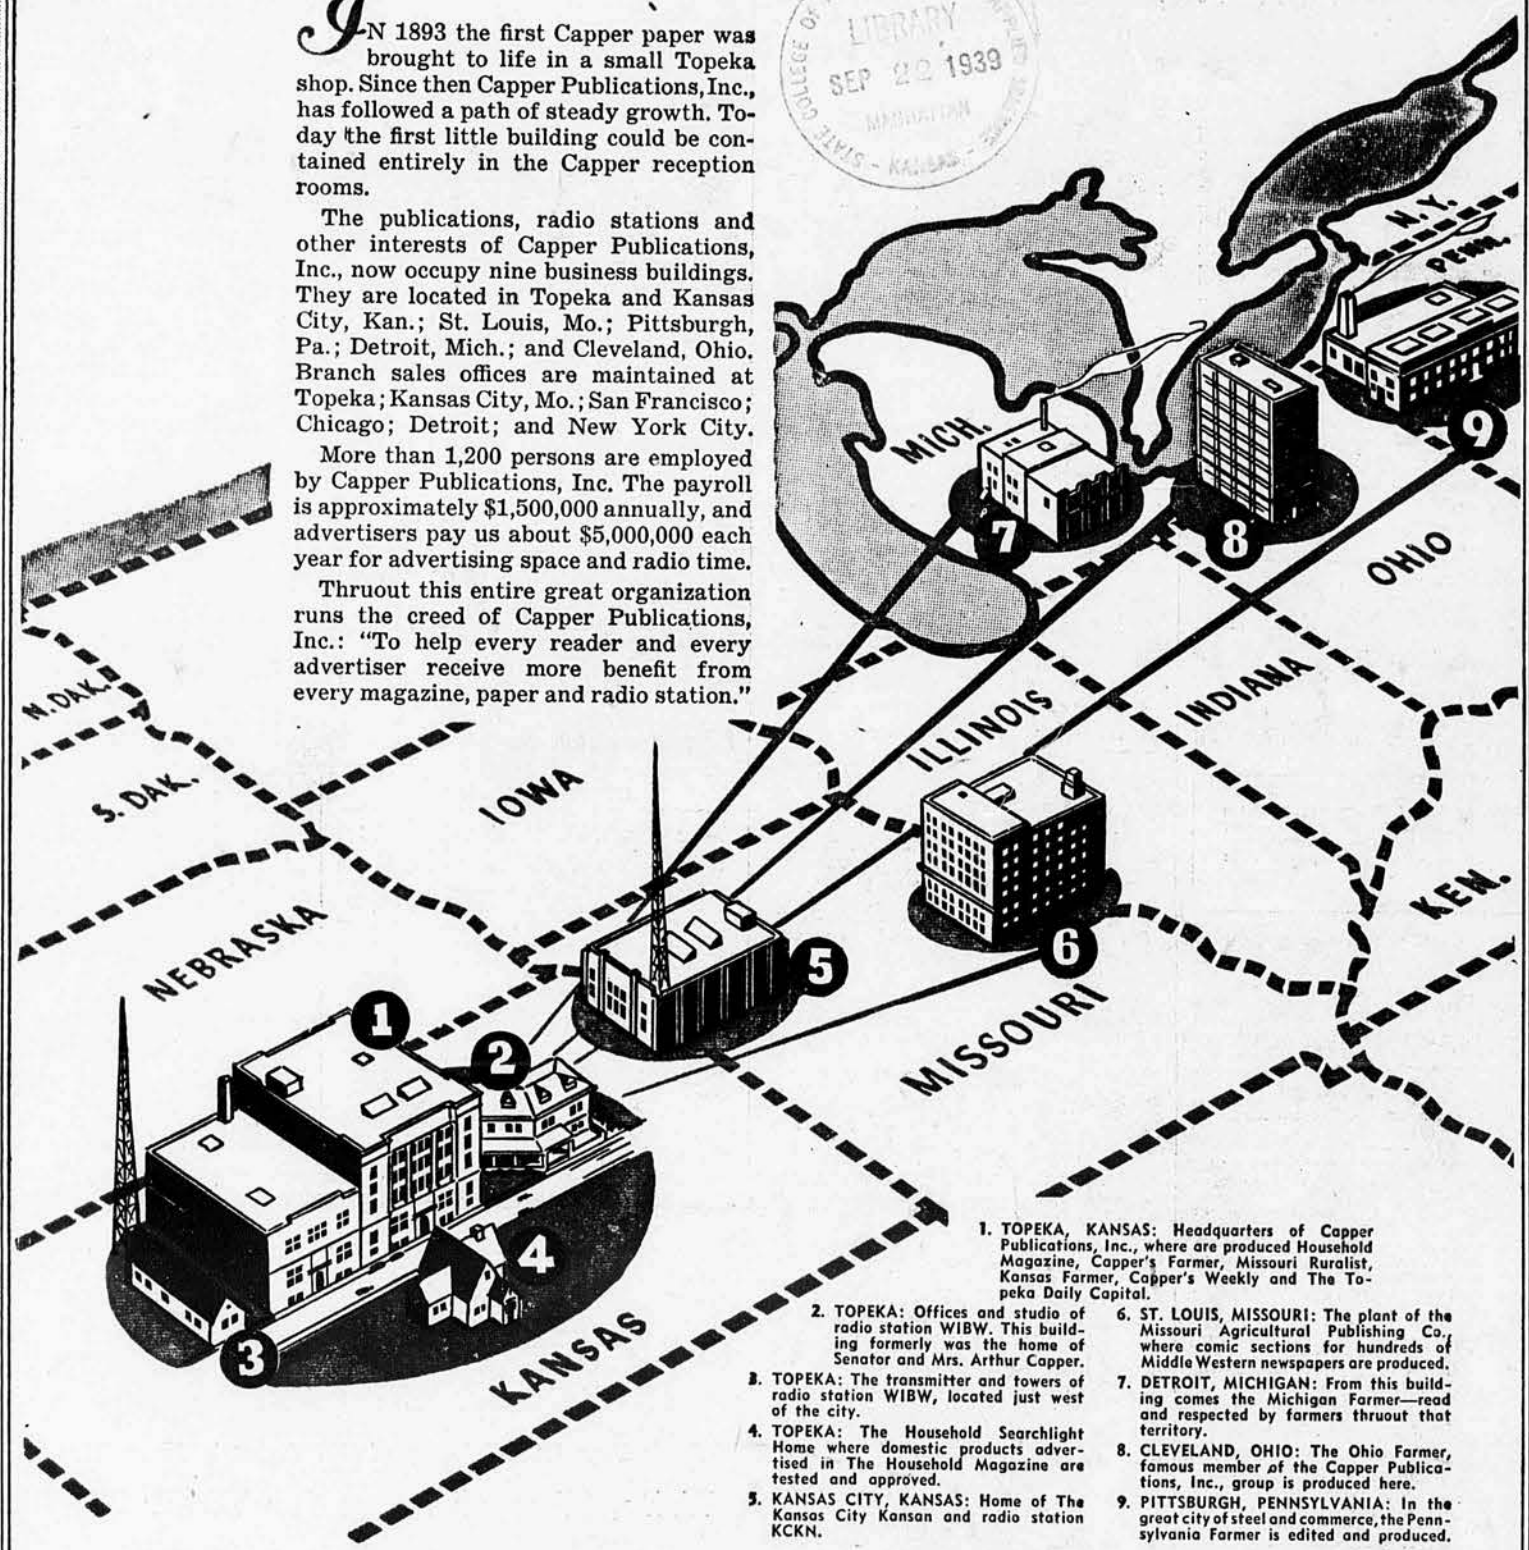 IN 1893 the first Capper paper was
brought to life in a small Topeka
shop. Since then Capper Publications, Inc.,
has followed a path of steady growth. To-
day the first little building could be con-
tained entirely in the Capper reception
rooms.
The publications, radio stations and
other interests of Capper Publications,
Inc., now occupy nine business buildings.
They are located in Topeka and Kansas
City, Kan.; St. Louis, Mo.; Pittsburgh,
Pa.; Detroit, Mich.; and Cleveland, Ohio.
Branch sales offices are maintained at
Topeka; Kansas City, Mo.; San Francisco;
Chicago; Detroit; and New York City.
More than 1,200 persons are employed
by Capper Publications, Inc. The payroll
is approximately $1,500,000 annually, and
advertisers pay us about $5,000,000 each
year for advertising space and radio time.
Thruout this entire great organization
runs the creed of Capper Publications,
Inc.: "To help every reader and every
advertiser receive more benefit from
every magazine, paper and radio station."
STATE COLLEGE OF
LIBRARY
SEP 22 1939
MANHATTAN
KANSAS
N.Y.
PENN.
MICH.
9
7
8
OHIO
N. DAK.
INDIANA
ILLINOIS
S. DAK.
IOWA
KEN.
NEBRASKA
5
6
MISSOURI
1
2
4
3
KANSAS
1. TOPEKA, KANSAS: Headquarters of Capper
Publications, Inc., where are produced Household
Magazine, Capper's Farmer, Missouri Ruralist,
Kansas Farmer, Capper's Weekly and The To-
peka Daily Capital.
2. TOPEKA: Offices and studio of
radio station WIBW. This build-
ing formerly was the home of
Senator and Mrs. Arthur Capper.
3. TOPEKA: The transmitter and towers of
radio station WIBW, located just west
of the city.
4. TOPEKA: The Household Searchlight
Home where domestic products adver-
tised in The Household Magazine are
tested and approved.
5. KANSAS CITY, KANSAS: Home of The
Kansas City Kansan and radio station
KCKN.
6. ST. LOUIS, MISSOURI: The plant of the
Missouri Agricultural Publishing Co.,
where comic sections for hundreds of
Middle Western newspapers are produced.
7. DETROIT, MICHIGAN: From this build-
ing comes the Michigan Farmer—read
and respected by farmers thruout that
territory.
8. CLEVELAND, OHIO: The Ohio Farmer,
famous member of the Capper Publica-
tions, Inc., group is produced here.
9. PITTSBURGH, PENNSYLVANIA: In the
great city of steel and commerce, the Penn-
sylvania Farmer is edited and produced.